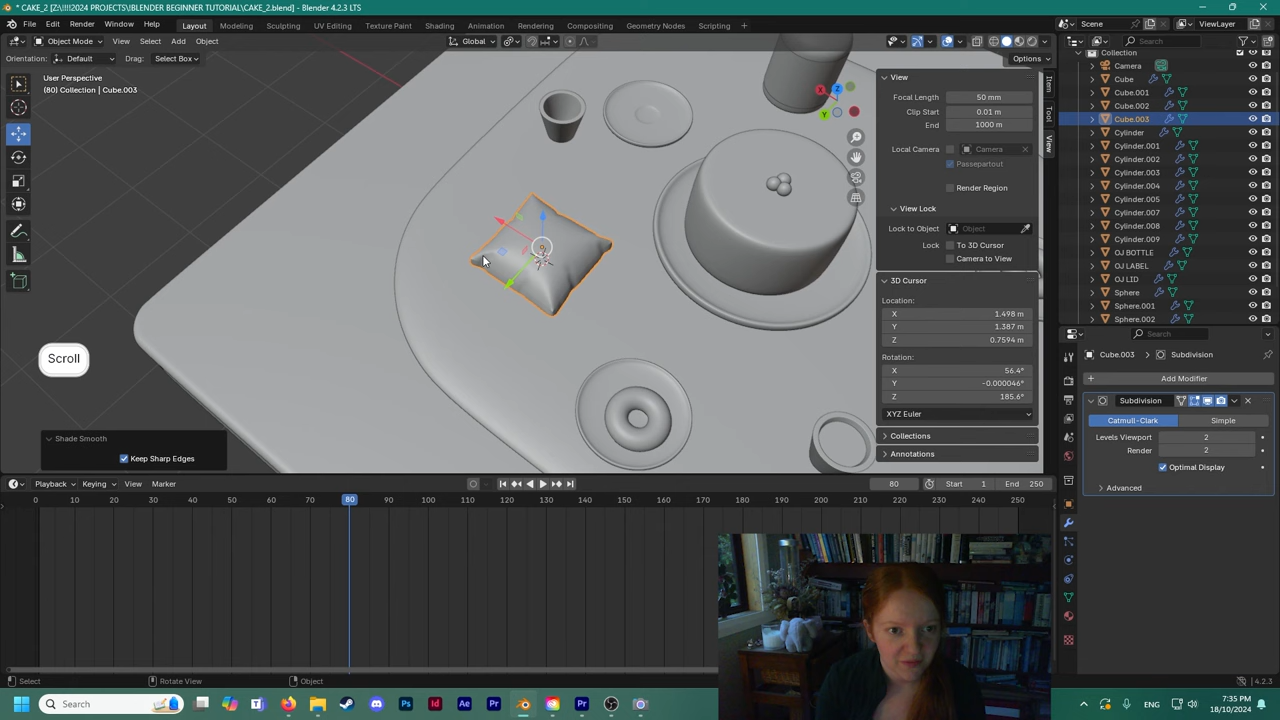 * CAKE_2 [Z:\!!!2024 PROJECTS\BLENDER BEGINNER TUTORIAL\CAKE_2.blend] - Blender 4.2.3 LTS
File Edit Render Window Help Layout Modeling Sculpting UV Editing Texture Paint Shading Animation Rendering Compositing Geometry Nodes Scripting + Scene ViewLayer
Object Mode View Select Add Object Global Search
Orientation: Default Drag: Select Box Options
User Perspective
(80) Collection | Cube.003
Collection
Camera
Cube
Cube.001
Cube.002
Cube.003
Cylinder
Cylinder.001
Cylinder.002
Cylinder.003
Cylinder.004
Cylinder.005
Cylinder.007
Cylinder.008
Cylinder.009
OJ BOTTLE
OJ LABEL
OJ LID
Sphere
Sphere.001
Sphere.002
Z
Y
View
Focal Length 50 mm
Clip Start 0.01 m
End 1000 m
Local Camera Camera
Passepartout
Render Region
View Lock
Lock to Object Object
Lock To 3D Cursor
Camera to View
3D Cursor
Location:
X 1.498 m
Y 1.387 m
Z 0.7594 m
Rotation:
X 56.4°
Y -0.000046°
Z 185.6°
XYZ Euler
Collections
Annotations
Item
Tool
View
Search
Cube.003 Subdivision
Add Modifier
Subdivision
Catmull-Clark Simple
Levels Viewport 2
Render 2
Optimal Display
Advanced
Scroll
Shade Smooth
Keep Sharp Edges
Playback Keying View Marker 80 Start 1 End 250
0 10 20 30 40 50 60 70 80 90 100 110 120 130 140 150 160 170 180 190 200 210 220 230 240 250
Select Rotate View Object 4.2.3
Search Ps Id Ae Pr Pr ENG 7:35 PM
18/10/2024